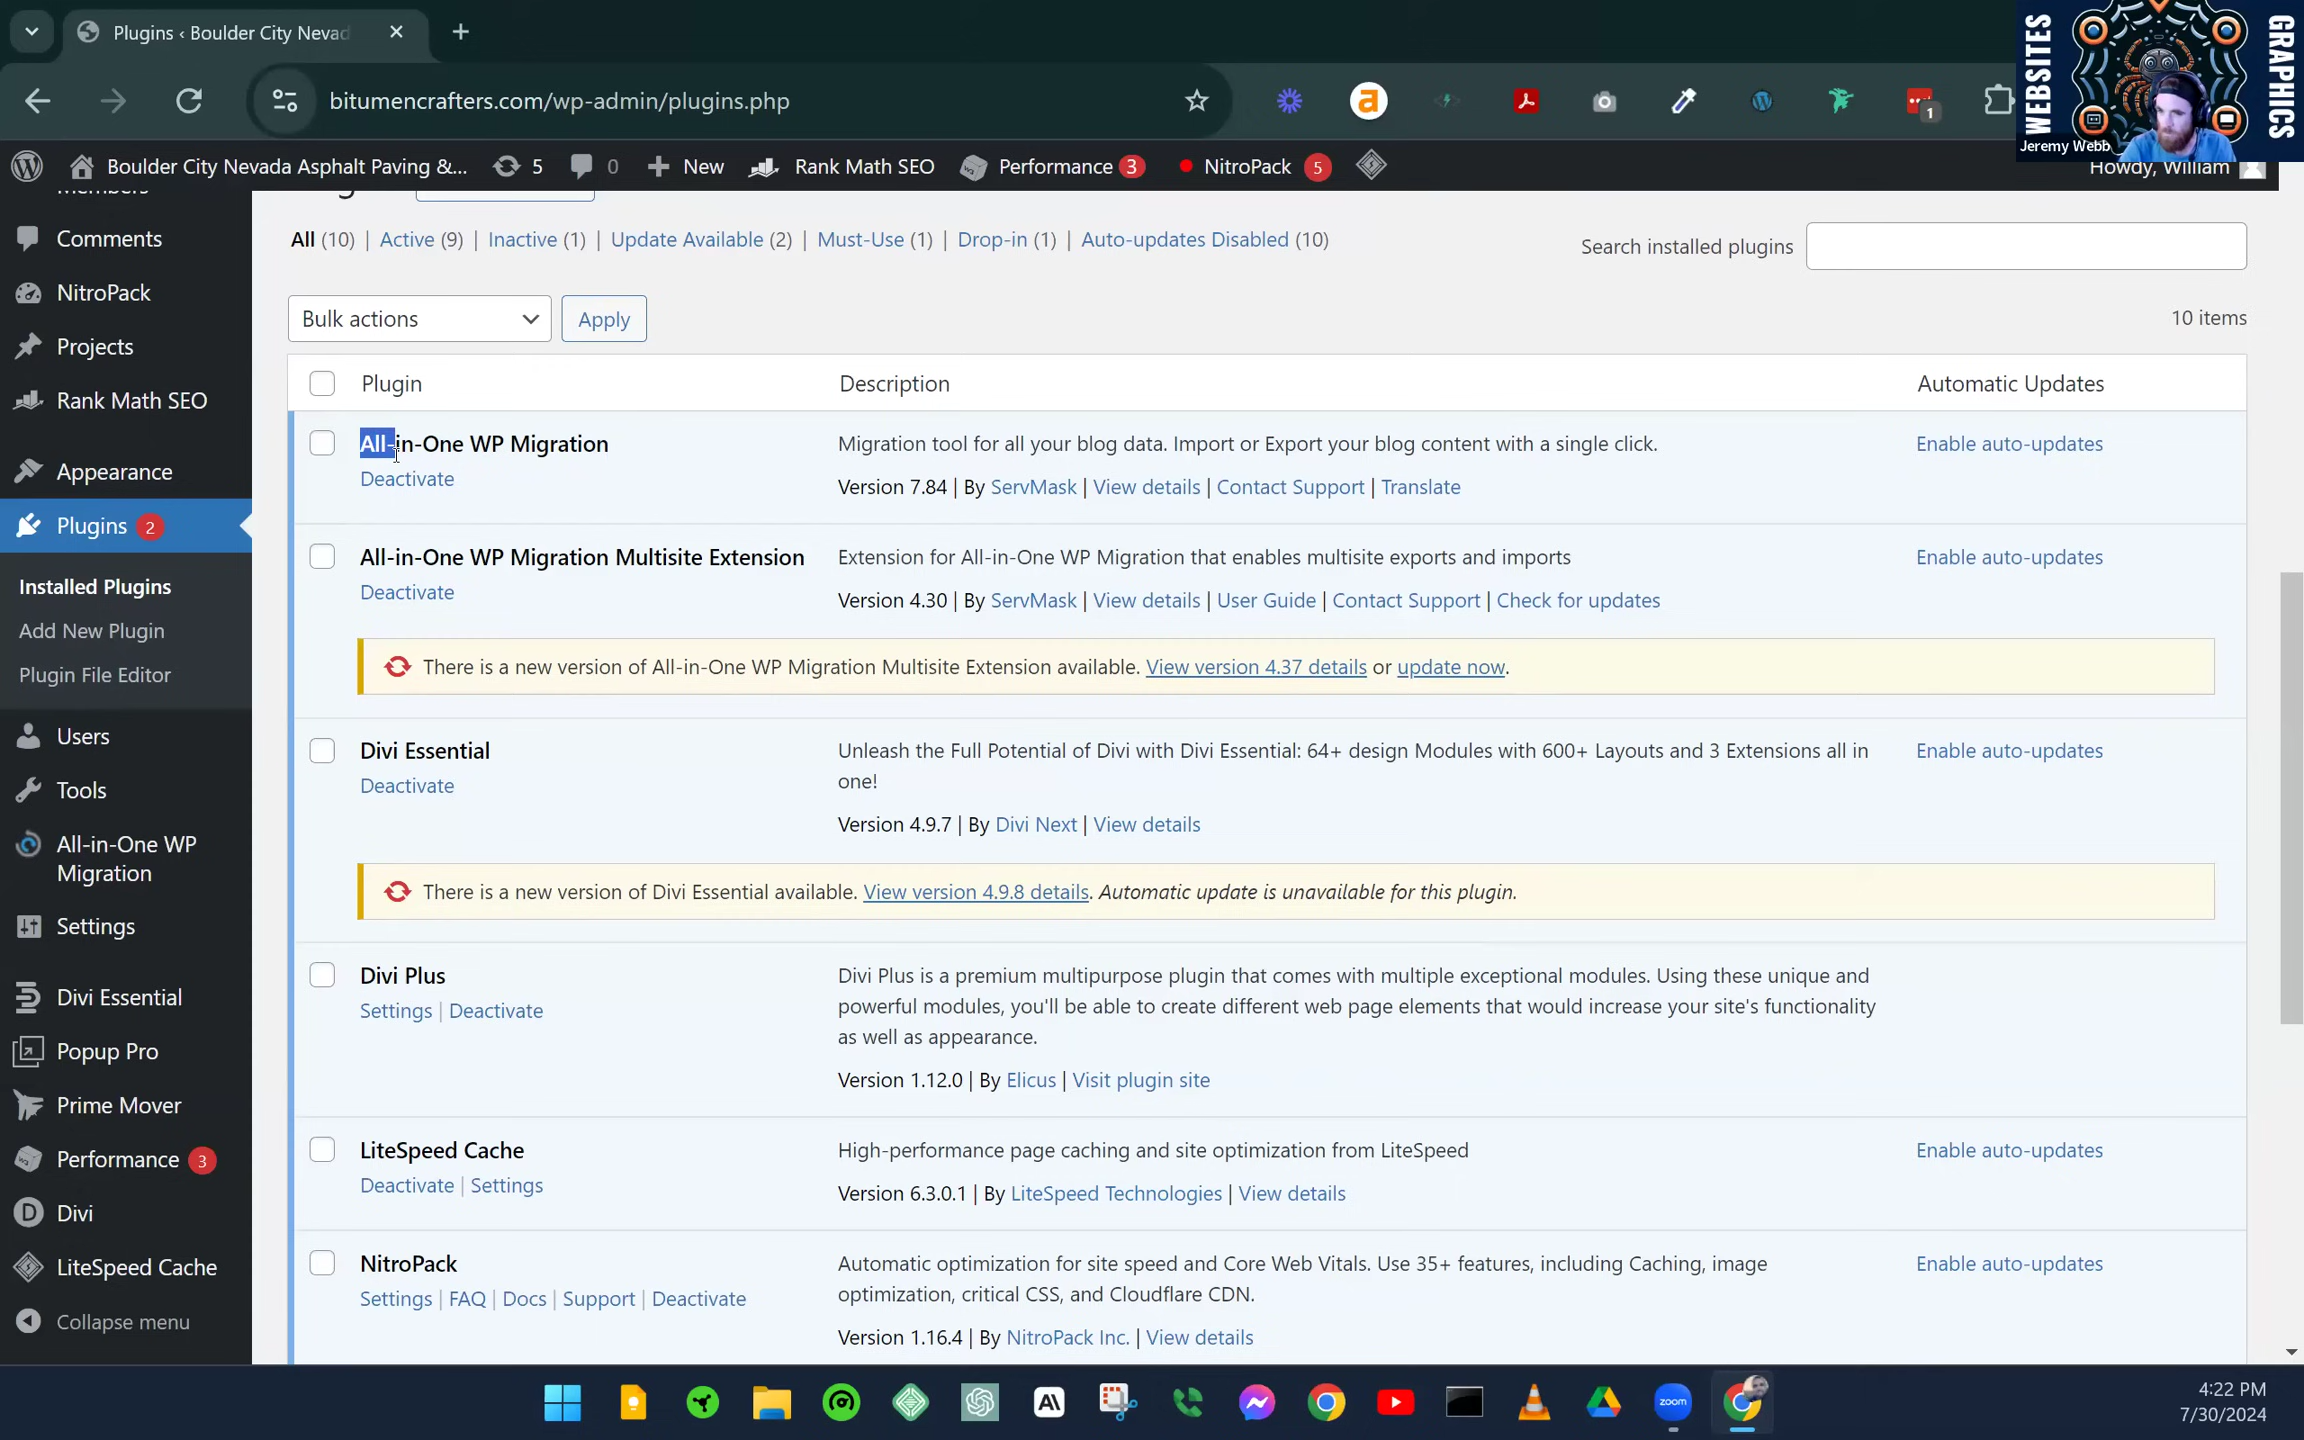 Plugins ‹ Boulder City Nevad
bitumencrafters.com/wp-admin/plugins.php
1
WEBSITES
GRAPHICS
Jeremy Webb
Boulder City Nevada Asphalt Paving &... 5 0 New Rank Math SEO Performance 3 NitroPack 5
Howdy, William
Comments
NitroPack
Projects
Rank Math SEO
Appearance
Plugins 2
Installed Plugins
Add New Plugin
Plugin File Editor
Users
Tools
All-in-One WP
Migration
Settings
Divi Essential
Popup Pro
Prime Mover
Performance 3
Divi
LiteSpeed Cache
Collapse menu
All (10) | Active (9) | Inactive (1) | Update Available (2) | Must-Use (1) | Drop-in (1) | Auto-updates Disabled (10)
Search installed plugins
Bulk actions Apply
10 items
Plugin Description Automatic Updates
All-in-One WP Migration
Deactivate
Migration tool for all your blog data. Import or Export your blog content with a single click.
Version 7.84 | By ServMask | View details | Contact Support | Translate
Enable auto-updates
All-in-One WP Migration Multisite Extension
Deactivate
Extension for All-in-One WP Migration that enables multisite exports and imports
Version 4.30 | By ServMask | View details | User Guide | Contact Support | Check for updates
Enable auto-updates
There is a new version of All-in-One WP Migration Multisite Extension available. View version 4.37 details or update now.
Divi Essential
Deactivate
Unleash the Full Potential of Divi with Divi Essential: 64+ design Modules with 600+ Layouts and 3 Extensions all in
one!
Version 4.9.7 | By Divi Next | View details
Enable auto-updates
There is a new version of Divi Essential available. View version 4.9.8 details. Automatic update is unavailable for this plugin.
Divi Plus
Settings | Deactivate
Divi Plus is a premium multipurpose plugin that comes with multiple exceptional modules. Using these unique and
powerful modules, you'll be able to create different web page elements that would increase your site's functionality
as well as appearance.
Version 1.12.0 | By Elicus | Visit plugin site
LiteSpeed Cache
Deactivate | Settings
High-performance page caching and site optimization from LiteSpeed
Version 6.3.0.1 | By LiteSpeed Technologies | View details
Enable auto-updates
NitroPack
Settings | FAQ | Docs | Support | Deactivate
Automatic optimization for site speed and Core Web Vitals. Use 35+ features, including Caching, image
optimization, critical CSS, and Cloudflare CDN.
Version 1.16.4 | By NitroPack Inc. | View details
Enable auto-updates
zoom
4:22 PM
7/30/2024